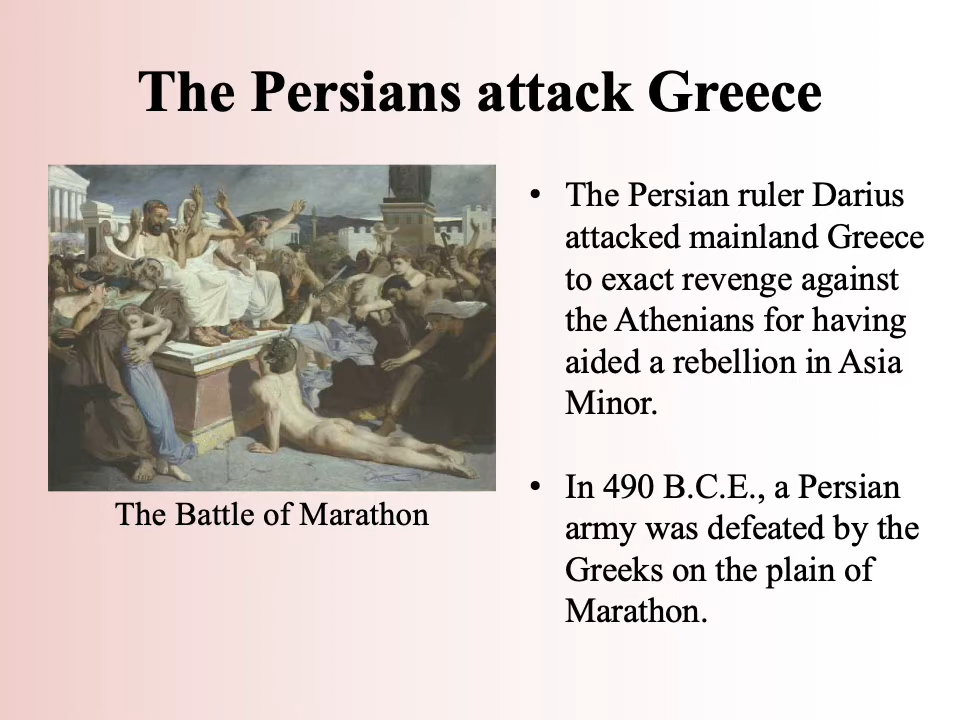 The Persians attack Greece
• The Persian ruler Darius
attacked mainland Greece
to exact revenge against
the Athenians for having
aided a rebellion in Asia
Minor.
• In 490 B.C.E., a Persian
army was defeated by the
Greeks on the plain of
Marathon.
The Battle of Marathon